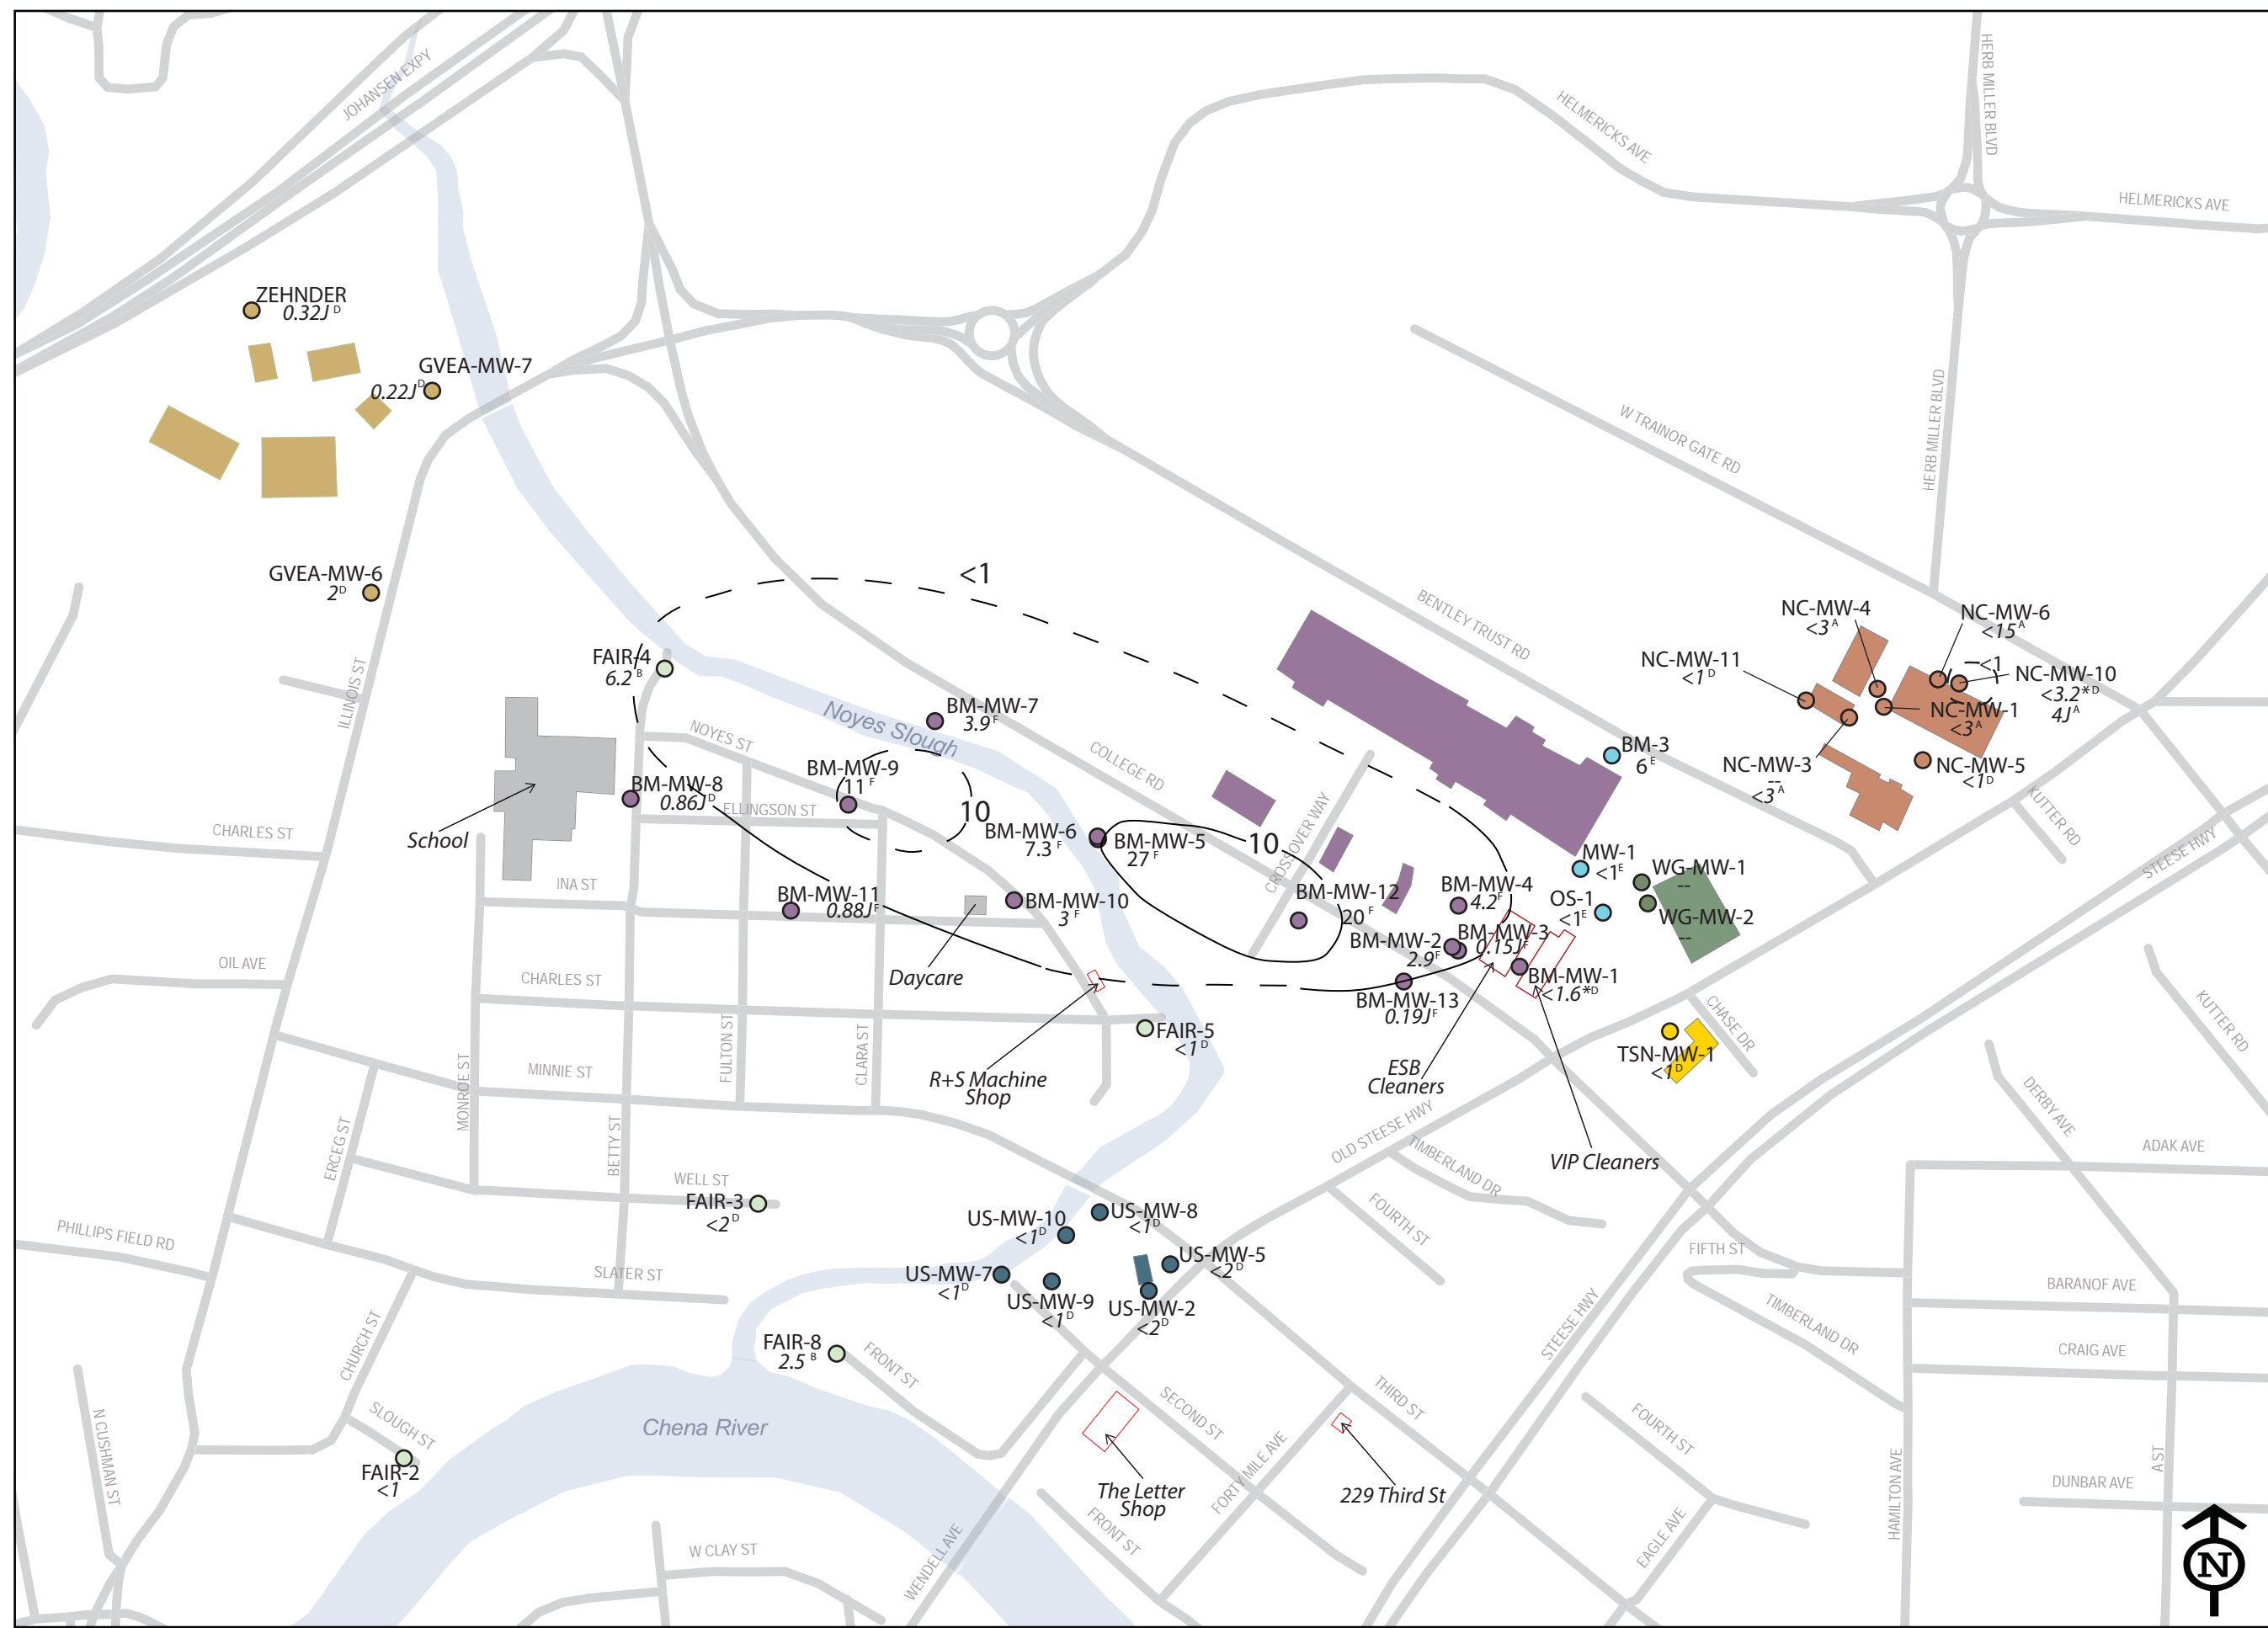 JOHANSEN EXPY
HERB MILLER BLVD
HELMERICKS AVE
HELMERICKS AVE
ZEHNDER
0.32J D
GVEA-MW-7
0.22J D
HERB MILLER BLVD
W TRAINOR GATE RD
GVEA-MW-6
2 D
<1
BENTLEY TRUST RD
NC-MW-4
<3 A
NC-MW-6
<15 A
FAIR-4
6.2 B
NC-MW-11
<1 D
<1
NC-MW-10
<3.2* D
4J A
ILLINOIS ST
BM-MW-7
3.9 F
NC-MW-1
<3 A
Noyes Slough
NOYES ST
COLLEGE RD
BM-3
6 E
NC-MW-3
--
<3 A
NC-MW-5
<1 D
BM-MW-9
11 F
BM-MW-8
0.86J D
ELLINGSON ST
10
KUTTER RD
CHARLES ST
School
BM-MW-6
7.3 F
BM-MW-5
27 F
10
CROSSOVER WAY
STEESE HWY
MW-1
<1 E
WG-MW-1
--
INA ST
BM-MW-11
0.88J F
BM-MW-10
3 F
BM-MW-12
20 F
BM-MW-4
4.2 F
OS-1
<1 E
WG-MW-2
--
BM-MW-2
2.9 F
BM-MW-3
0.15J F
OIL AVE
CHARLES ST
Daycare
BM-MW-1
<1.6* D
BM-MW-13
0.19J F
KUTTER RD
CHASE DR
FAIR-5
<1 D
TSN-MW-1
<1 D
MONROE ST
MINNIE ST
FULTON ST
CLARA ST
R+S Machine
Shop
ESB
Cleaners
DERBY AVE
ERCEG ST
BETTY ST
OLD STEESE HWY
TIMBERLAND DR
VIP Cleaners
ADAK AVE
WELL ST
FAIR-3
<2 D
PHILLIPS FIELD RD
US-MW-10
<1 D
US-MW-8
<1 D
FOURTH ST
FIFTH ST
SLATER ST
US-MW-7
<1 D
US-MW-5
<2 D
US-MW-9
<1 D
US-MW-2
<2 D
BARANOF AVE
STEESE HWY
TIMBERLAND DR
CHURCH ST
FAIR-8
2.5 B
FRONT ST
CRAIG AVE
N CUSHMAN ST
SLOUGH ST
Chena River
SECOND ST
THIRD ST
FOURTH ST
FAIR-2
<1
The Letter
Shop
FORTY MILE AVE
229 Third St
HAMILTON AVE
A ST
DUNBAR AVE
W CLAY ST
WENDELL AVE
FRONT ST
EAGLE AVE
N